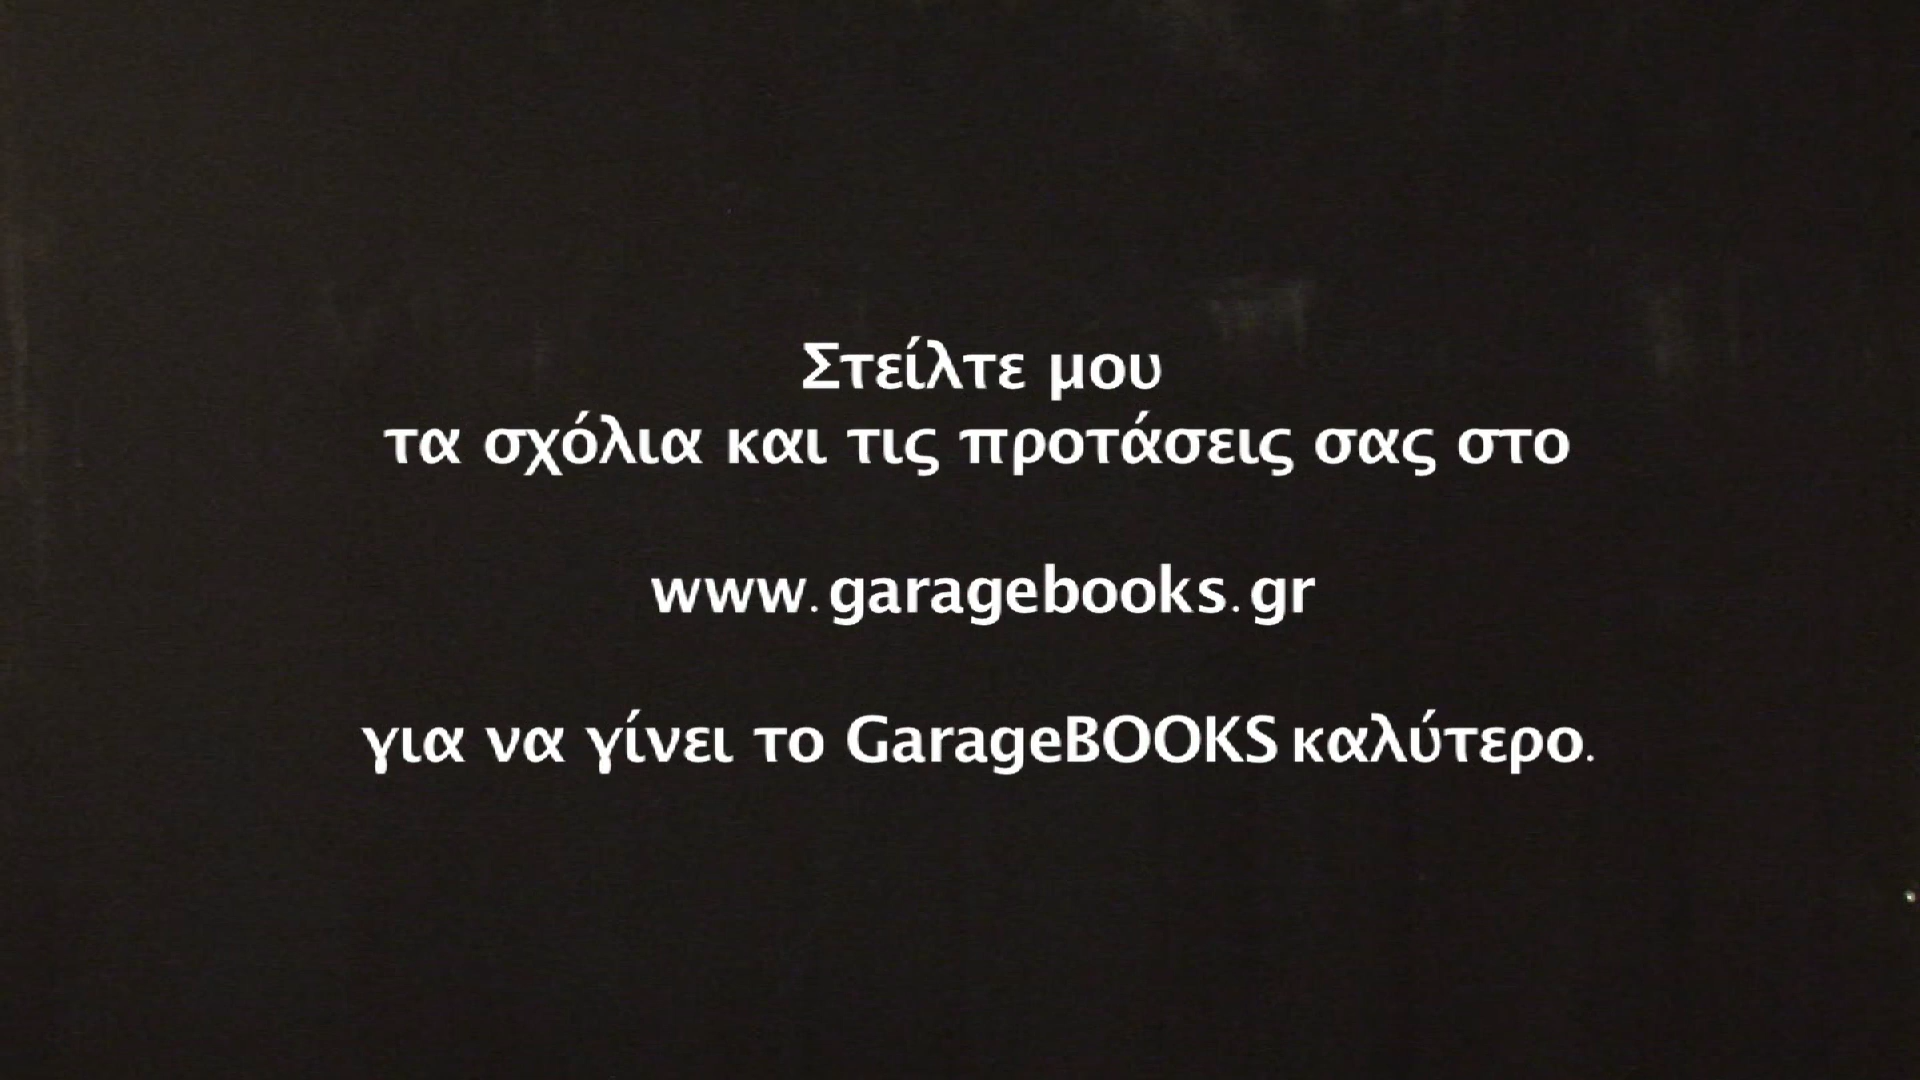 Στείλτε μου
τα σχόλια και τις προτάσεις σας στο
www.garagebooks.gr
για να γίνει το GarageBOOKS καλύτερο.